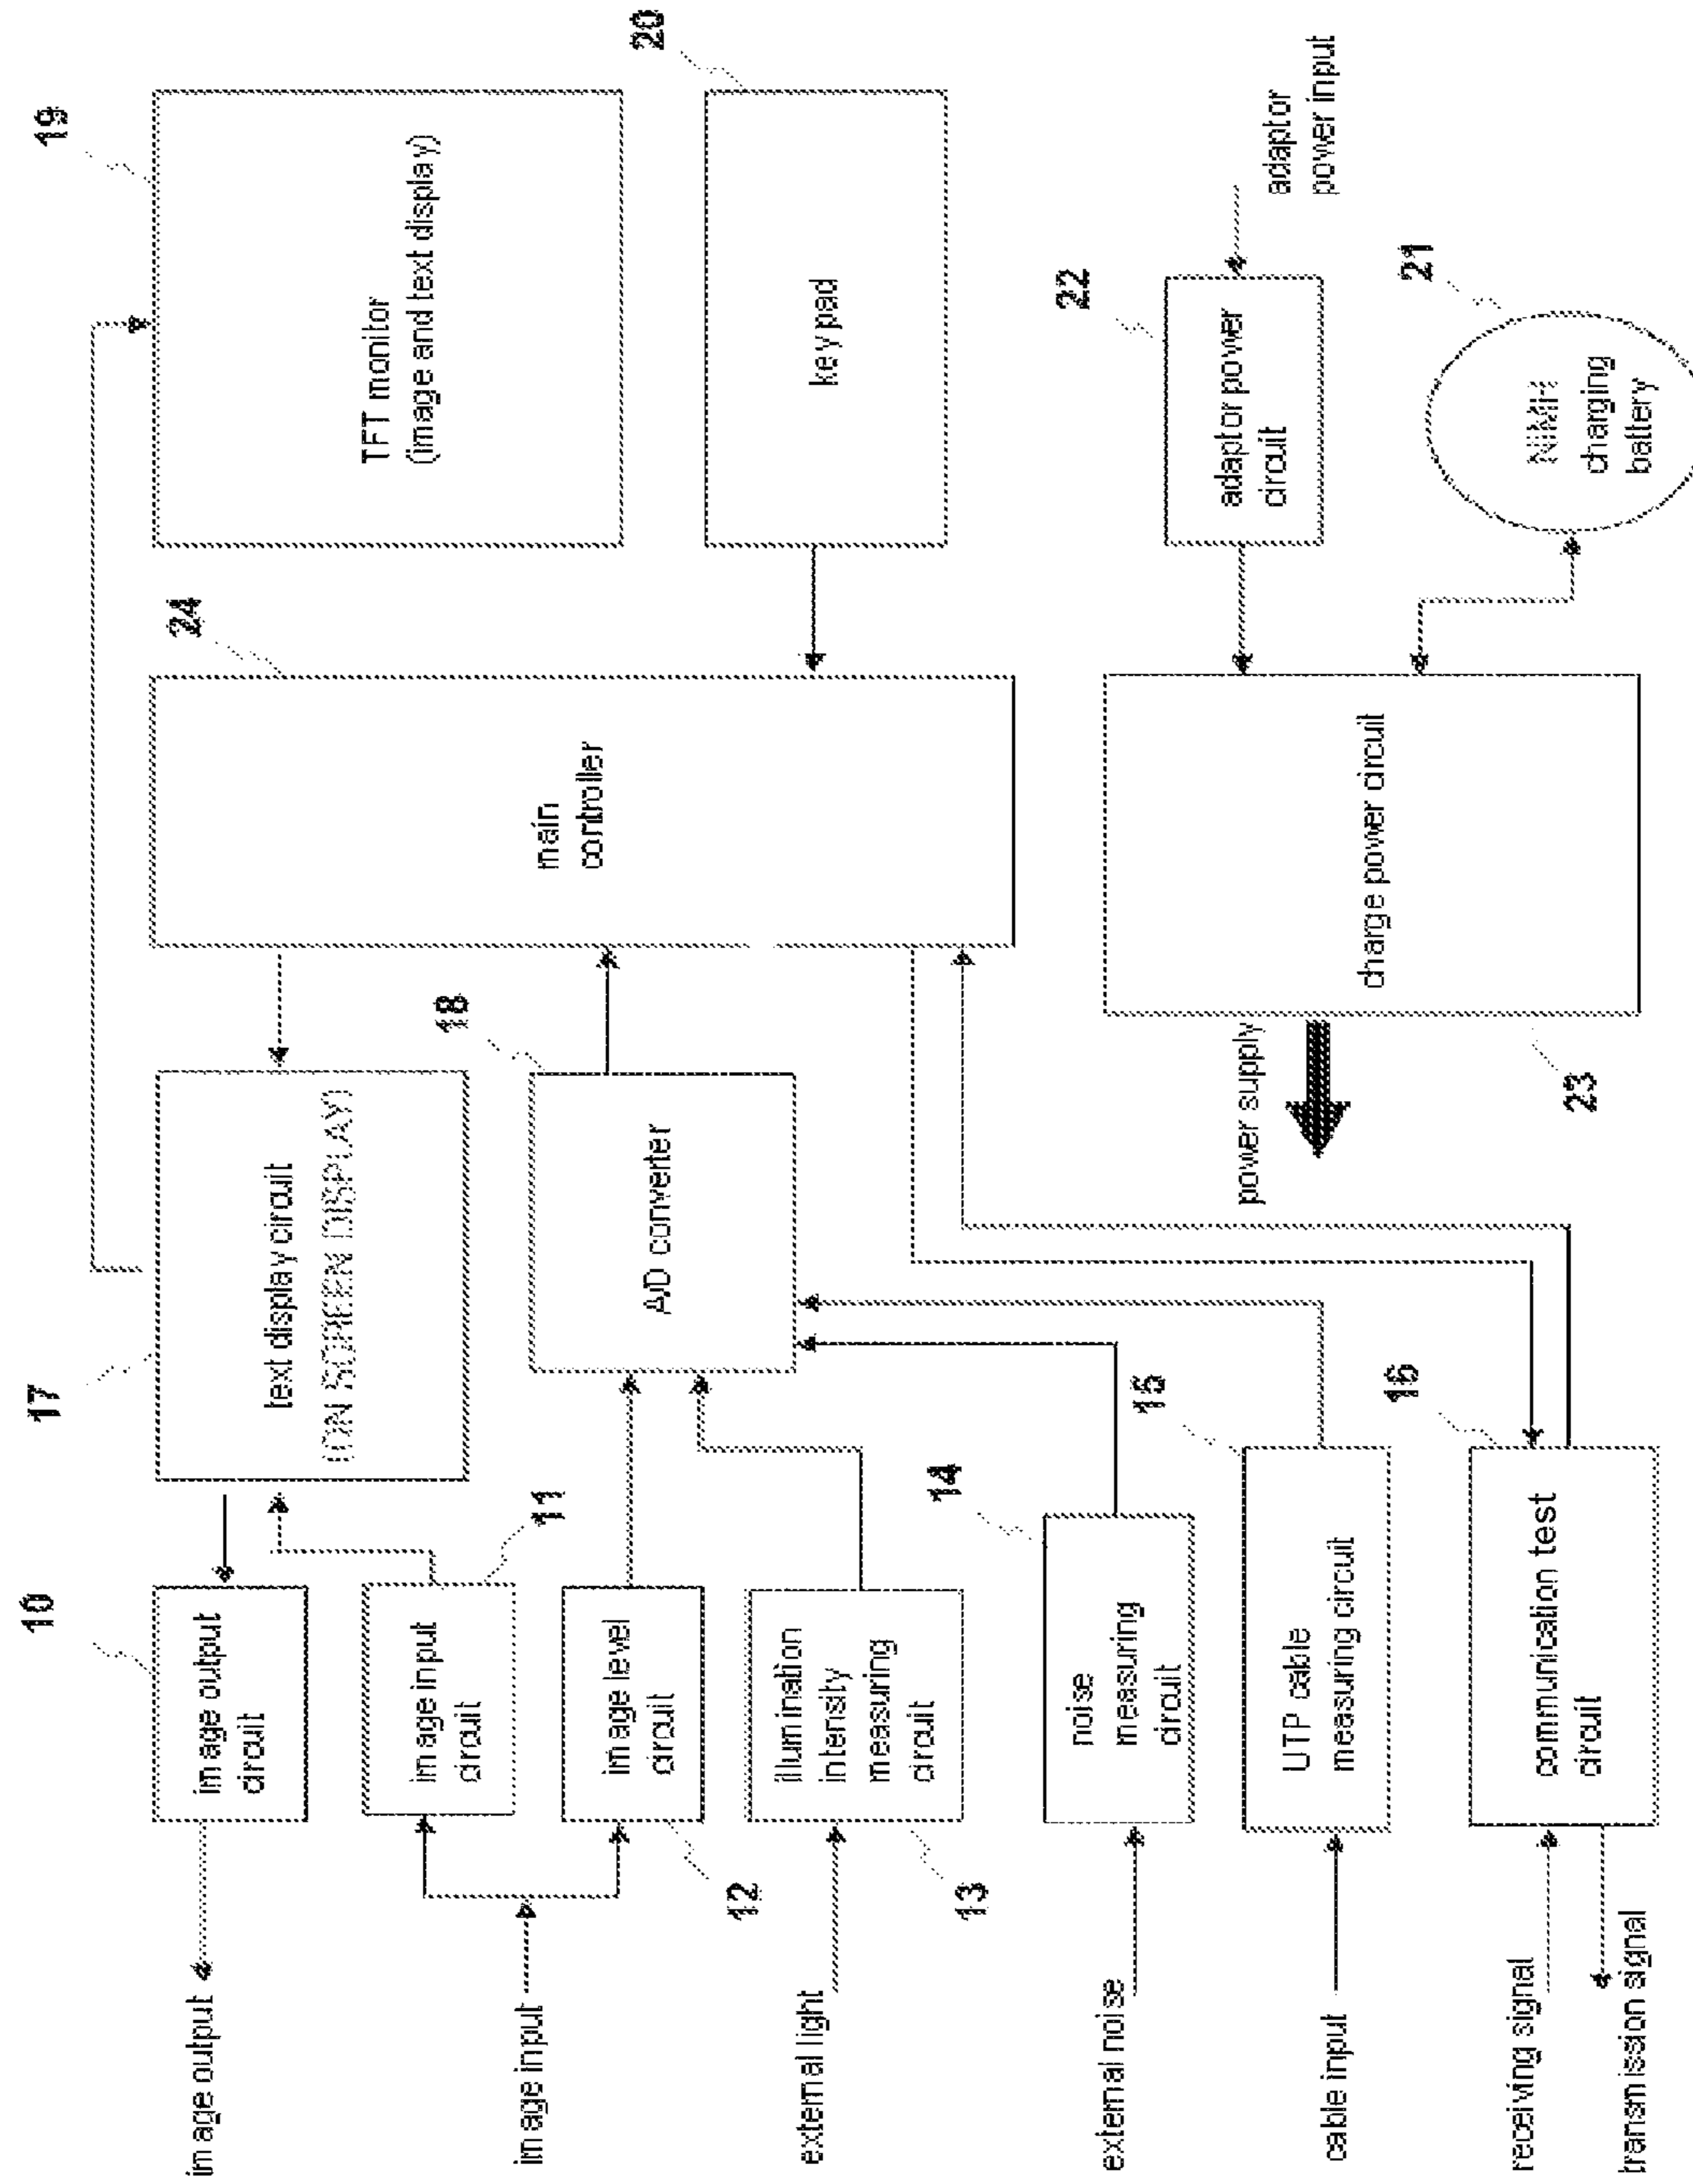 10
image output
circuit
image output
11
image input
circuit
image input
image level
circuit
12
external light
illumination
intensity
measuring
circuit
13
external noise
noise
measuring
circuit
14
cable input
UTP cable
measuring circuit
15
receiving signal
transmission signal
communication test
circuit
16
17
text display circuit
(ON SCREEN DISPLAY)
18
A/D converter
24
main
controller
19
TFT monitor
(image and text display)
20
key pad
power supply
charge power circuit
23
22
adaptor power
circuit
adaptor
power input
21
NiMH
charging
battery